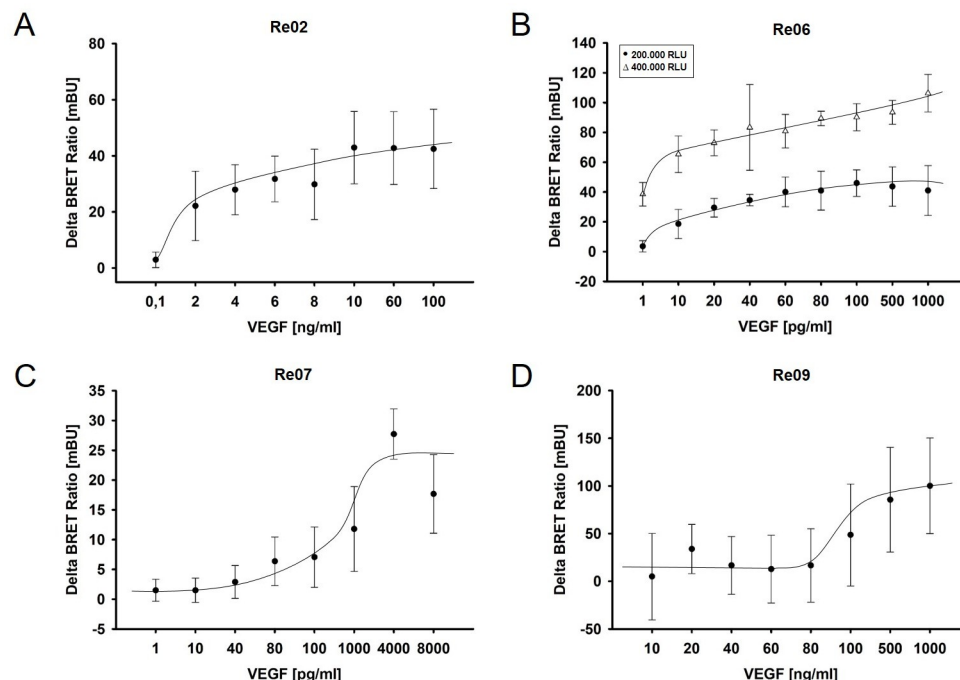 A
Re02
Delta BRET Ratio [mBU]
80
60
40
20
0
0,1 2 4 6 8 10 60 100
VEGF [ng/ml]
B
Re06
Delta BRET Ratio [mBU]
● 200.000 RLU
△ 400.000 RLU
140
120
100
80
60
40
20
0
-20
1 10 20 40 60 80 100 500 1000
VEGF [pg/ml]
C
Re07
Delta BRET Ratio [mBU]
35
30
25
20
15
10
5
0
-5
1 10 40 80 100 1000 4000 8000
VEGF [pg/ml]
D
Re09
Delta BRET Ratio [mBU]
200
150
100
50
0
-50
10 20 40 60 80 100 500 1000
VEGF [ng/ml]